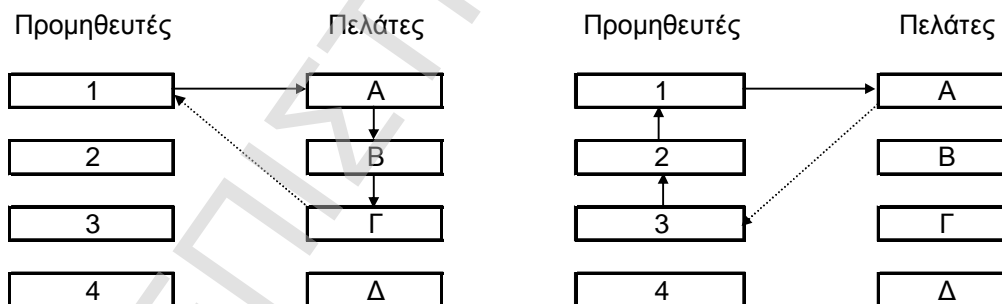 Προμηθευτές Πελάτες Προμηθευτές Πελάτες
1 Α 1 Α
2 Β 2 Β
3 Γ 3 Γ
4 Δ 4 Δ